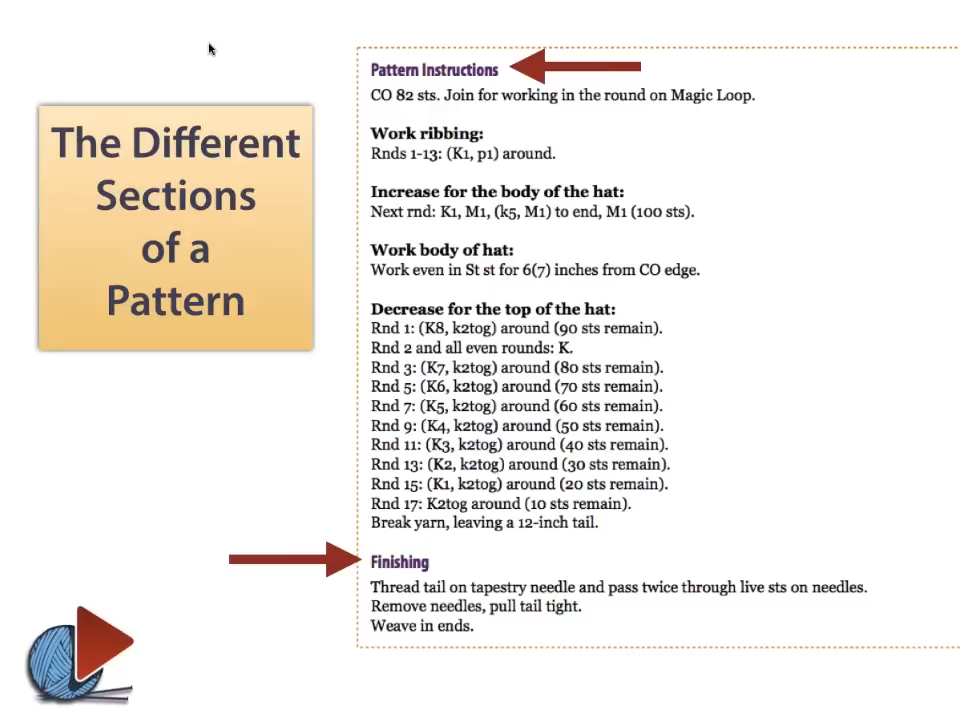 The Different
Sections
of a
Pattern
Pattern Instructions
CO 82 sts. Join for working in the round on Magic Loop.
Work ribbing:
Rnds 1-13: (K1, p1) around.
Increase for the body of the hat:
Next rnd: K1, M1, (k5, M1) to end, M1 (100 sts).
Work body of hat:
Work even in St st for 6(7) inches from CO edge.
Decrease for the top of the hat:
Rnd 1: (K8, k2tog) around (90 sts remain).
Rnd 2 and all even rounds: K.
Rnd 3: (K7, k2tog) around (80 sts remain).
Rnd 5: (K6, k2tog) around (70 sts remain).
Rnd 7: (K5, k2tog) around (60 sts remain).
Rnd 9: (K4, k2tog) around (50 sts remain).
Rnd 11: (K3, k2tog) around (40 sts remain).
Rnd 13: (K2, k2tog) around (30 sts remain).
Rnd 15: (K1, k2tog) around (20 sts remain).
Rnd 17: K2tog around (10 sts remain).
Break yarn, leaving a 12-inch tail.
Finishing
Thread tail on tapestry needle and pass twice through live sts on needles.
Remove needles, pull tail tight.
Weave in ends.